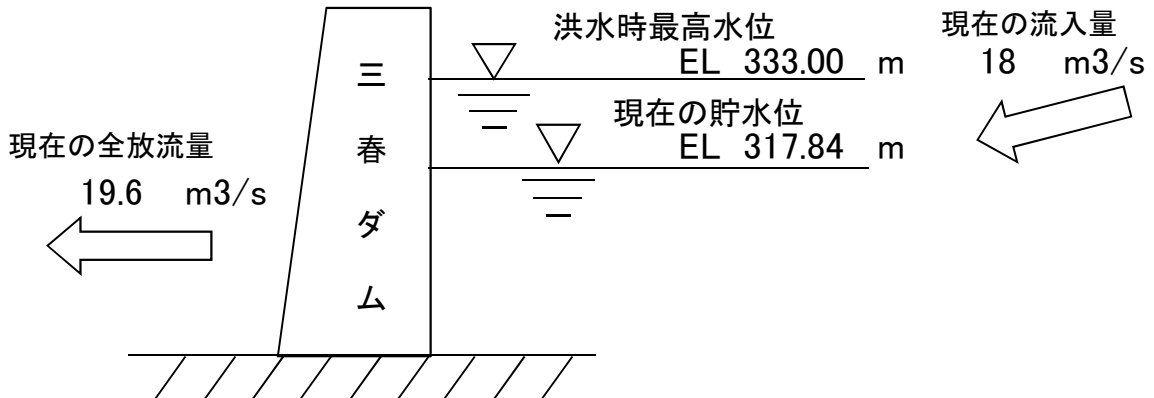 洪水時最高水位
EL 333.00 m
現在の流入量
18 m3/s
現在の貯水位
EL 317.84 m
現在の全放流量
19.6 m3/s
三春ダム